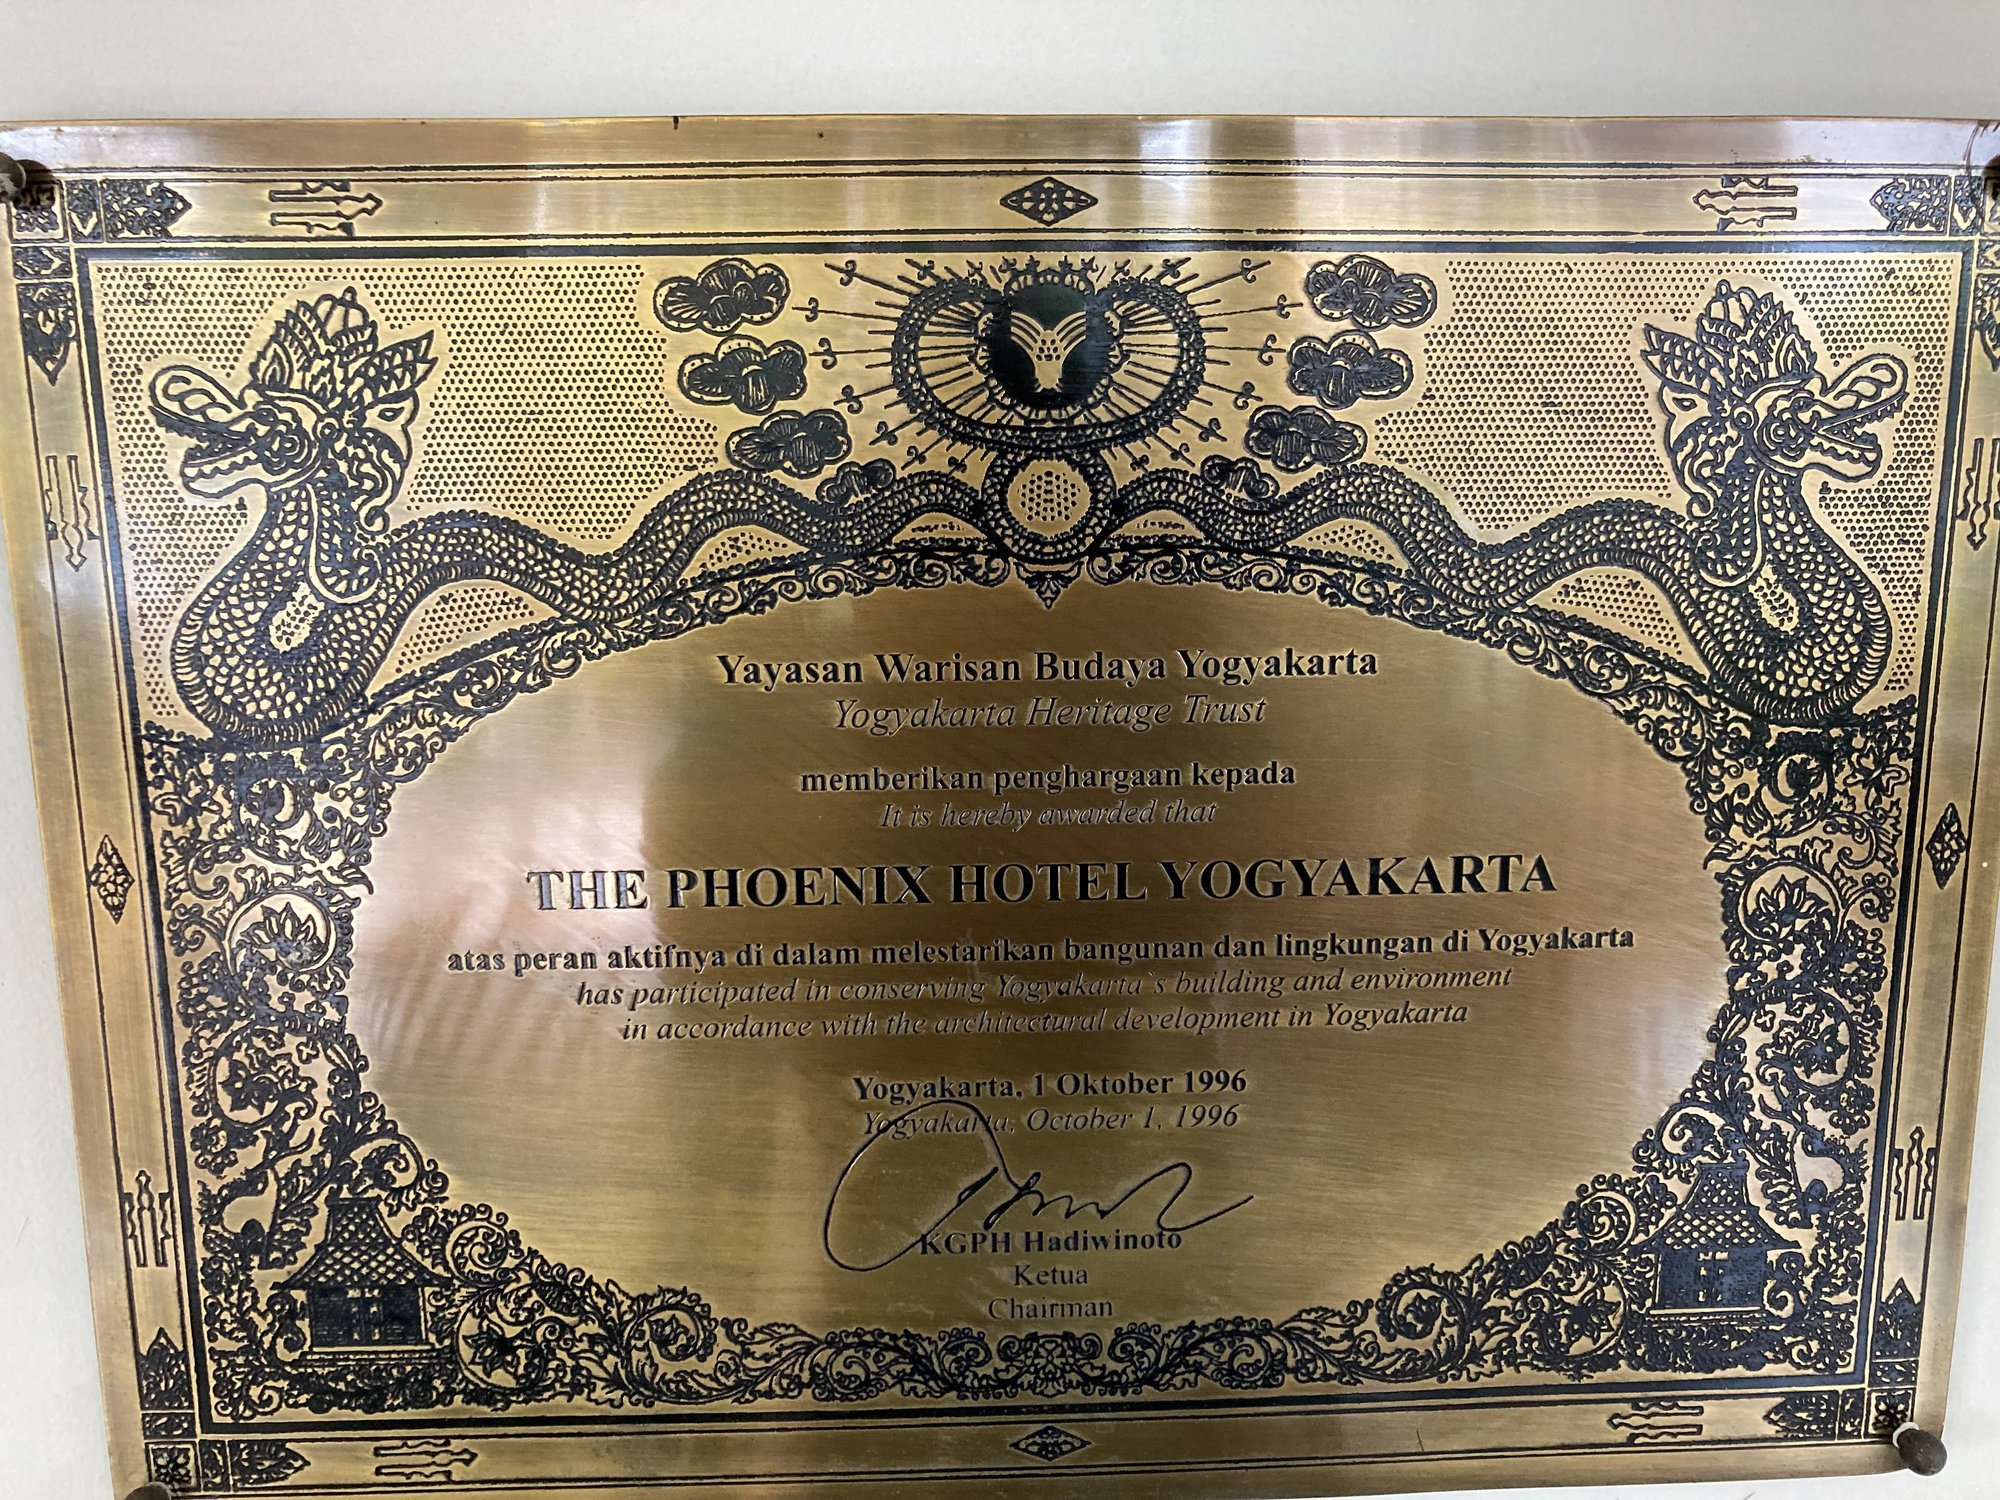 Yayasan Warisan Budaya Yogyakarta
Yogyakarta Heritage Trust
memberikan penghargaan kepada
It is hereby awarded that
THE PHOENIX HOTEL YOGYAKARTA
atas peran aktifnya di dalam melestarikan bangunan dan lingkungan di Yogyakarta
has participated in conserving Yogyakarta`s building and environment
in accordance with the architectural development in Yogyakarta
Yogyakarta, 1 Oktober 1996
Yogyakarta, October 1, 1996
KGPH Hadiwinoto
Ketua
Chairman